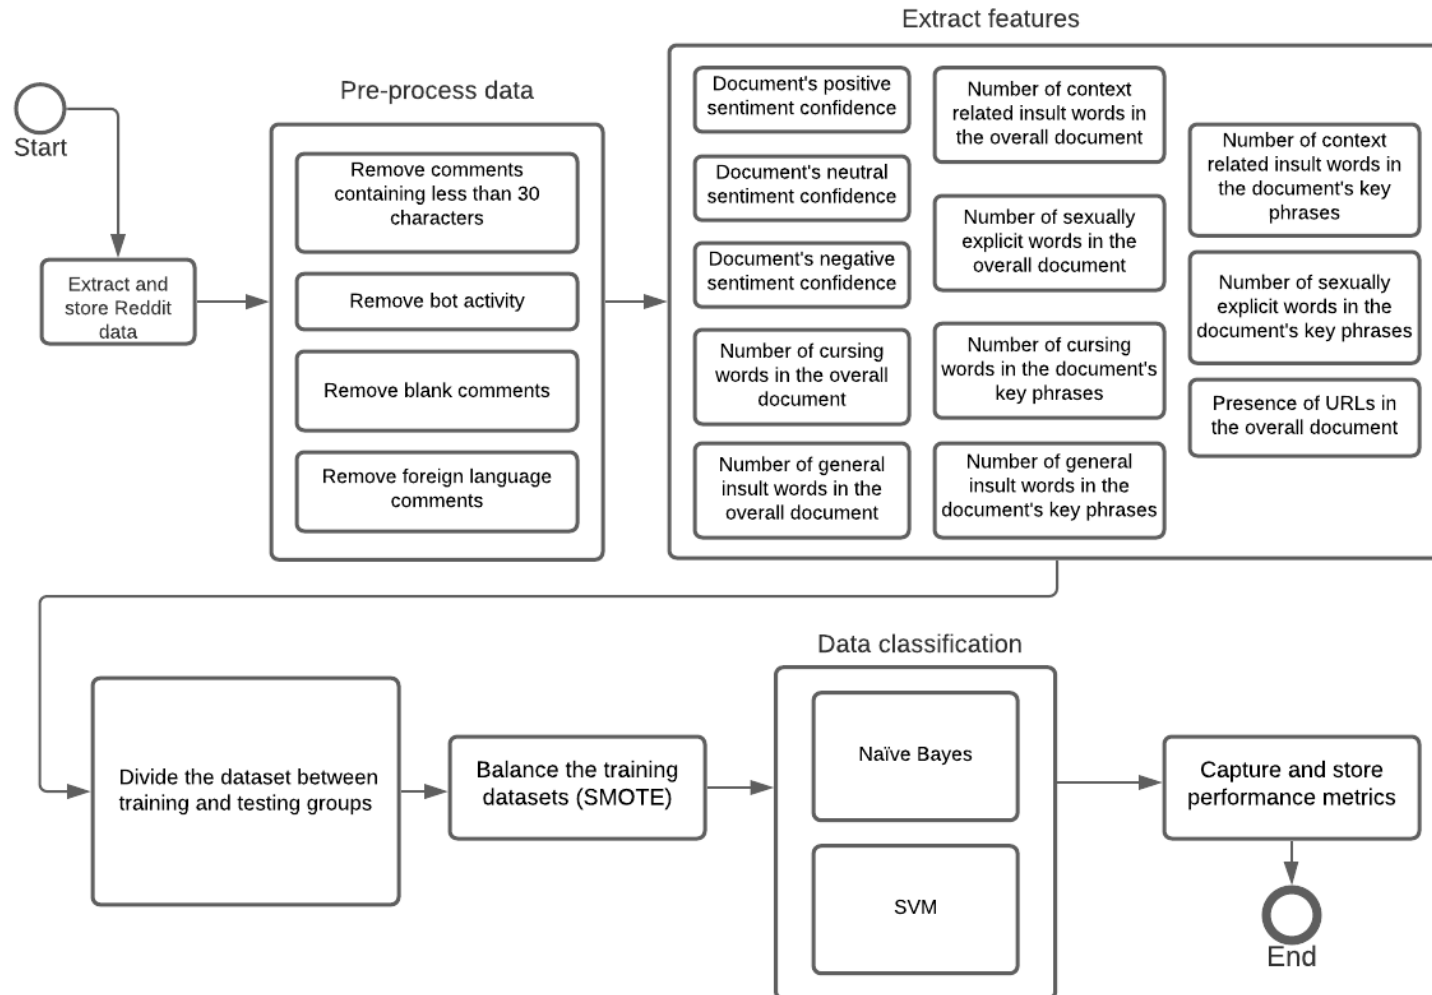 Extract features
Pre-process data
Start
Extract and
store Reddit
data
Remove comments
containing less than 30
characters
Remove bot activity
Remove blank comments
Remove foreign language
comments
Document's positive
sentiment confidence
Document's neutral
sentiment confidence
Document's negative
sentiment confidence
Number of cursing
words in the overall
document
Number of general
insult words in the
overall document
Number of context
related insult words in
the overall document
Number of sexually
explicit words in the
overall document
Number of cursing
words in the document's
key phrases
Number of general
insult words in the
document's key phrases
Number of context
related insult words in
the document's key
phrases
Number of sexually
explicit words in the
document's key phrases
Presence of URLs in
the overall document
Divide the dataset between
training and testing groups
Balance the training
datasets (SMOTE)
Data classification
Naïve Bayes
SVM
Capture and store
performance metrics
End